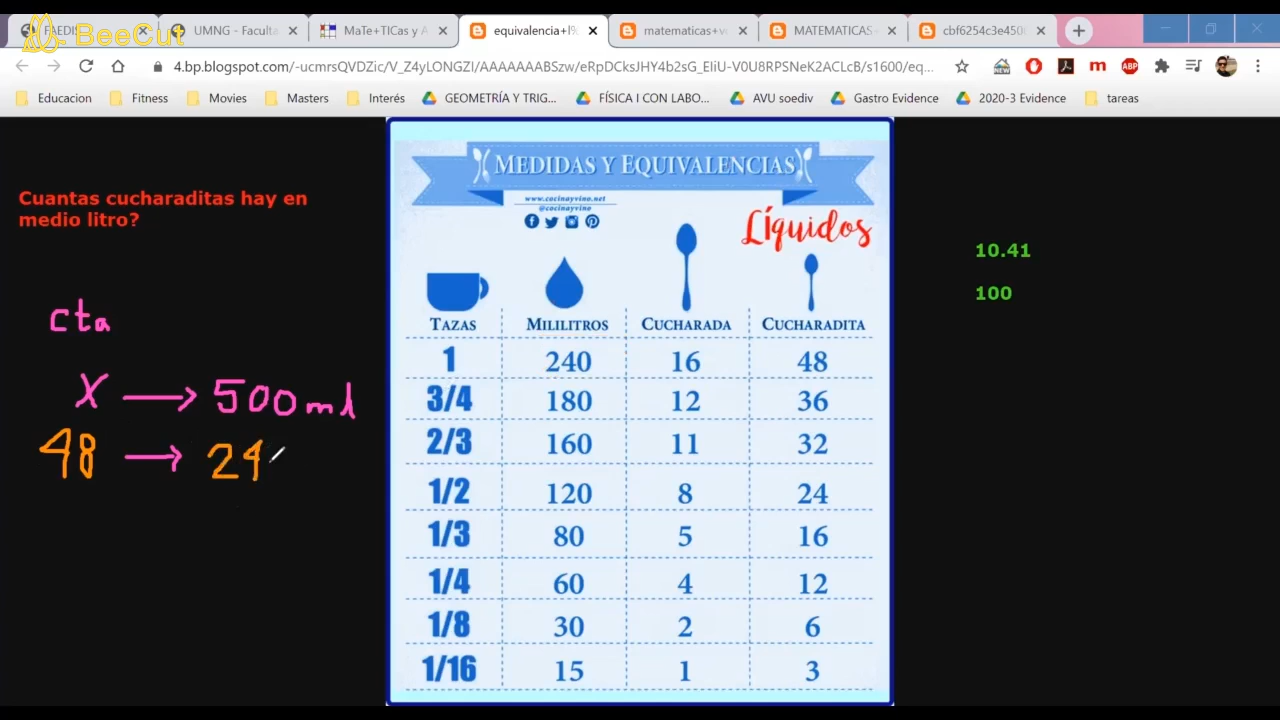 BeeCut
FAEDIS
UMNG - Faculta
MaTe+TICas y A
equivalencia+l%
matematicas+v
MATEMATICAS
cbf6254c3e450
4.bp.blogspot.com/-ucmrsQVDZic/V_Z4yLONGZI/AAAAAAABSzw/eRpDCksJHY4b2sG_EIiU-V0U8RPSNeK2ACLcB/s1600/eq...
Educacion Fitness Movies Masters Interés GEOMETRÍA Y TRIG... FÍSICA I CON LABO... AVU soediv Gastro Evidence 2020-3 Evidence tareas
Cuantas cucharaditas hay en
medio litro?
cta
X → 500 ml
48 → 24
MEDIDAS Y EQUIVALENCIAS
www.cocinayvino.net
@cocinayvino
Líquidos
TAZAS MILILITROS CUCHARADA CUCHARADITA
1 240 16 48
3/4 180 12 36
2/3 160 11 32
1/2 120 8 24
1/3 80 5 16
1/4 60 4 12
1/8 30 2 6
1/16 15 1 3
10.41
100